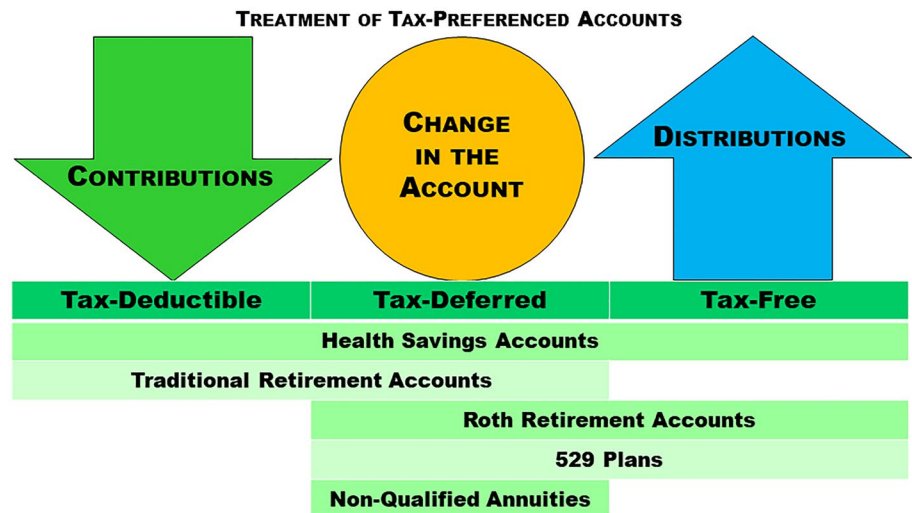 TREATMENT OF TAX-PREFERENCED ACCOUNTS
CONTRIBUTIONS
CHANGE
IN THE
ACCOUNT
DISTRIBUTIONS
Tax-Deductible
Tax-Deferred
Tax-Free
Health Savings Accounts
Traditional Retirement Accounts
Roth Retirement Accounts
529 Plans
Non-Qualified Annuities